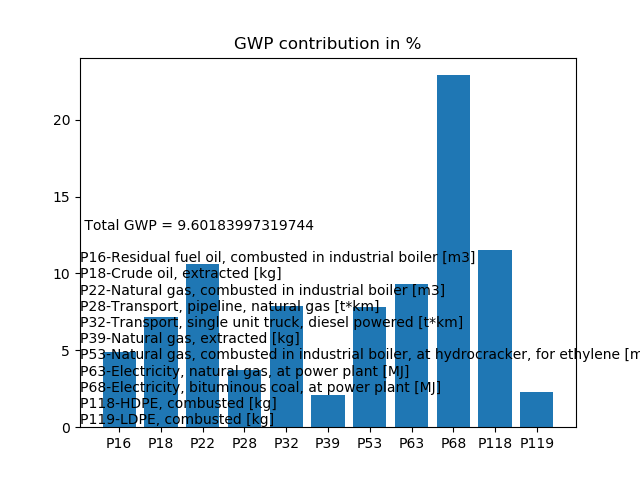 GWP contribution in %
20
15
Total GWP = 9.60183997319744
P16-Residual fuel oil, combusted in industrial boiler [m3]
10
P18-Crude oil, extracted [kg]
P22-Natural gas, combusted in industrial boiler [m3]
P28-Transport, pipeline, natural gas [t*km]
P32-Transport, single unit truck, diesel powered [t*km]
P39-Natural gas, extracted [kg]
5
P53-Natural gas, combusted in industrial boiler, at hydrocracker, for ethylene [m
P63-Electricity, natural gas, at power plant [MJ]
P68-Electricity, bituminous coal, at power plant [MJ]
P118-HDPE, combusted [kg]
P119-LDPE, combusted [kg]
0
P16 P18 P22 P28 P32 P39 P53 P63 P68 P118 P119